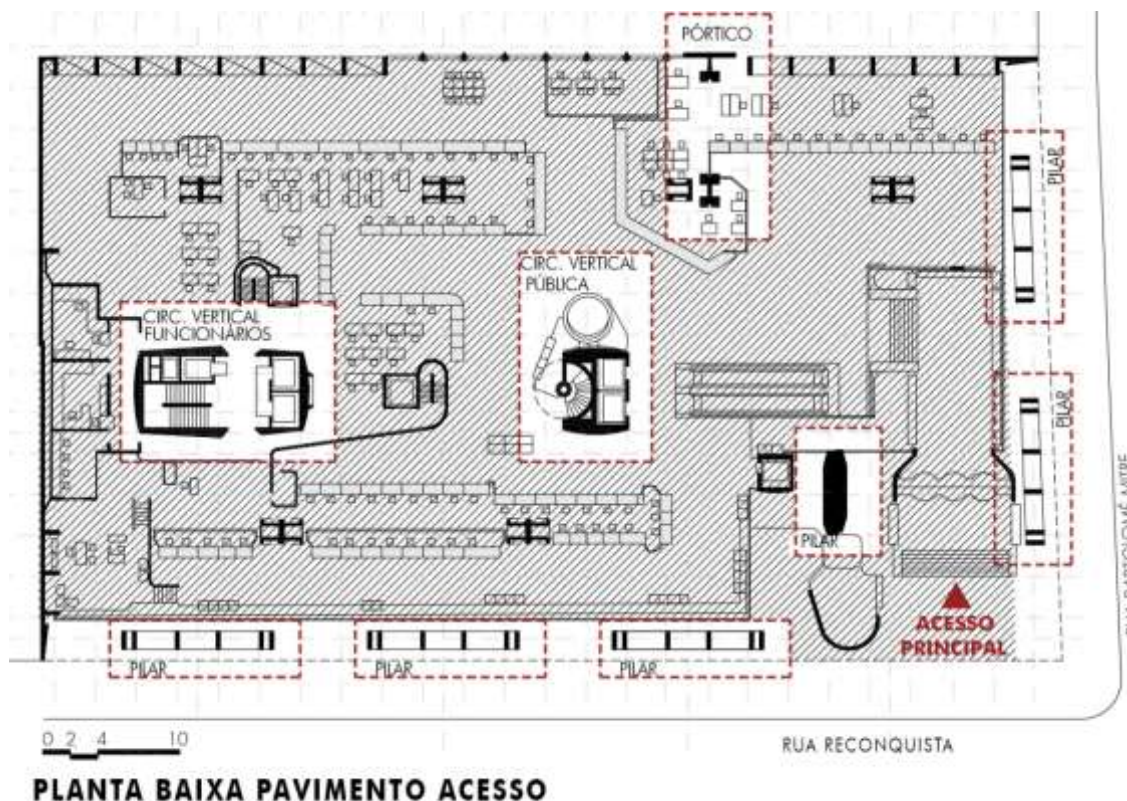 PÓRTICO
PILAR
CIRC. VERTICAL
PÚBLICA
CIRC. VERTICAL
FUNCIONÁRIOS
PILAR
PILAR
ACESSO
PRINCIPAL
PILAR
PILAR
PILAR
0 2 4 10
RUA RECONQUISTA
PLANTA BAIXA PAVIMENTO ACESSO